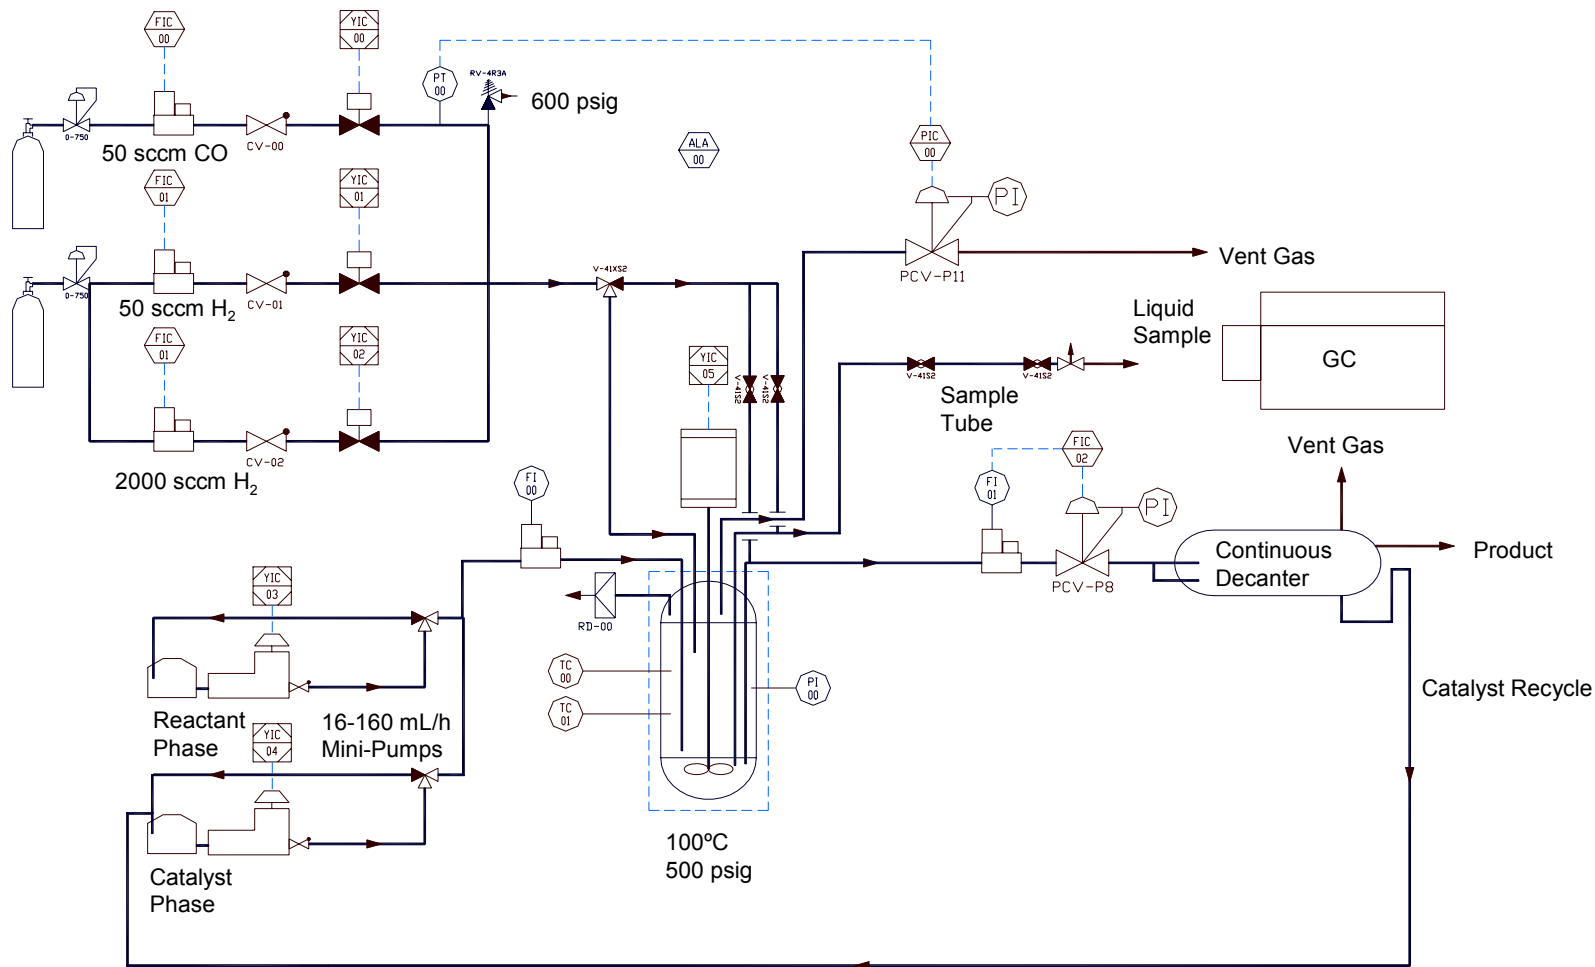 FIC
00
YIC
00
PT
00
RV-4R3A
600 psig
0-750
50 sccm CO
CV-00
ALA
00
PIC
00
PI
FIC
01
YIC
01
0-750
50 sccm H₂
CV-01
V-41XS2
PCV-P11
Vent Gas
FIC
01
YIC
02
2000 sccm H₂
CV-02
YIC
05
V-41S2
V-41S2
V-41S2
V-41S2
Sample
Tube
Liquid
Sample
GC
FI
00
FI
01
FIC
02
PI
PCV-P8
Vent Gas
Continuous
Decanter
Product
YIC
03
RD-00
TC
00
TC
01
PI
00
Reactant
Phase
16-160 mL/h
Mini-Pumps
YIC
04
Catalyst
Phase
100ºC
500 psig
Catalyst Recycle